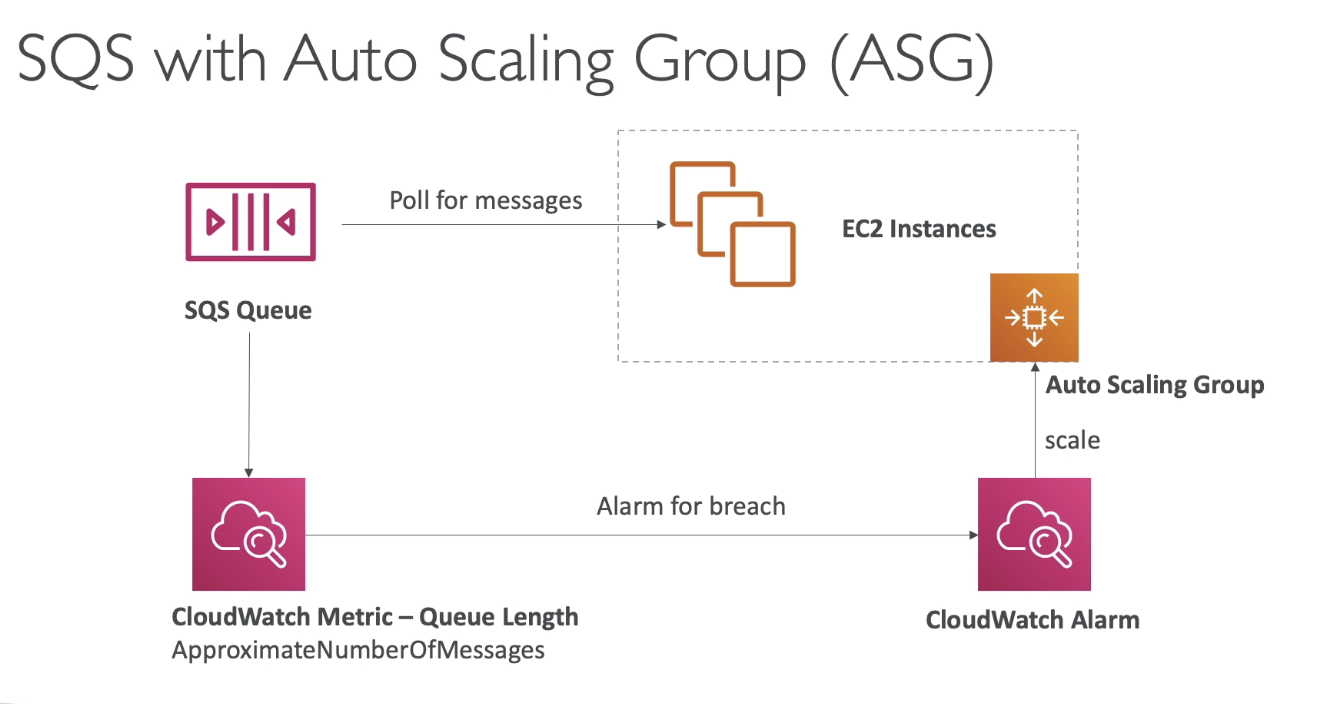 SQS with Auto Scaling Group (ASG)
Poll for messages
EC2 Instances
SQS Queue
Auto Scaling Group
scale
Alarm for breach
CloudWatch Metric – Queue Length
ApproximateNumberOfMessages
CloudWatch Alarm